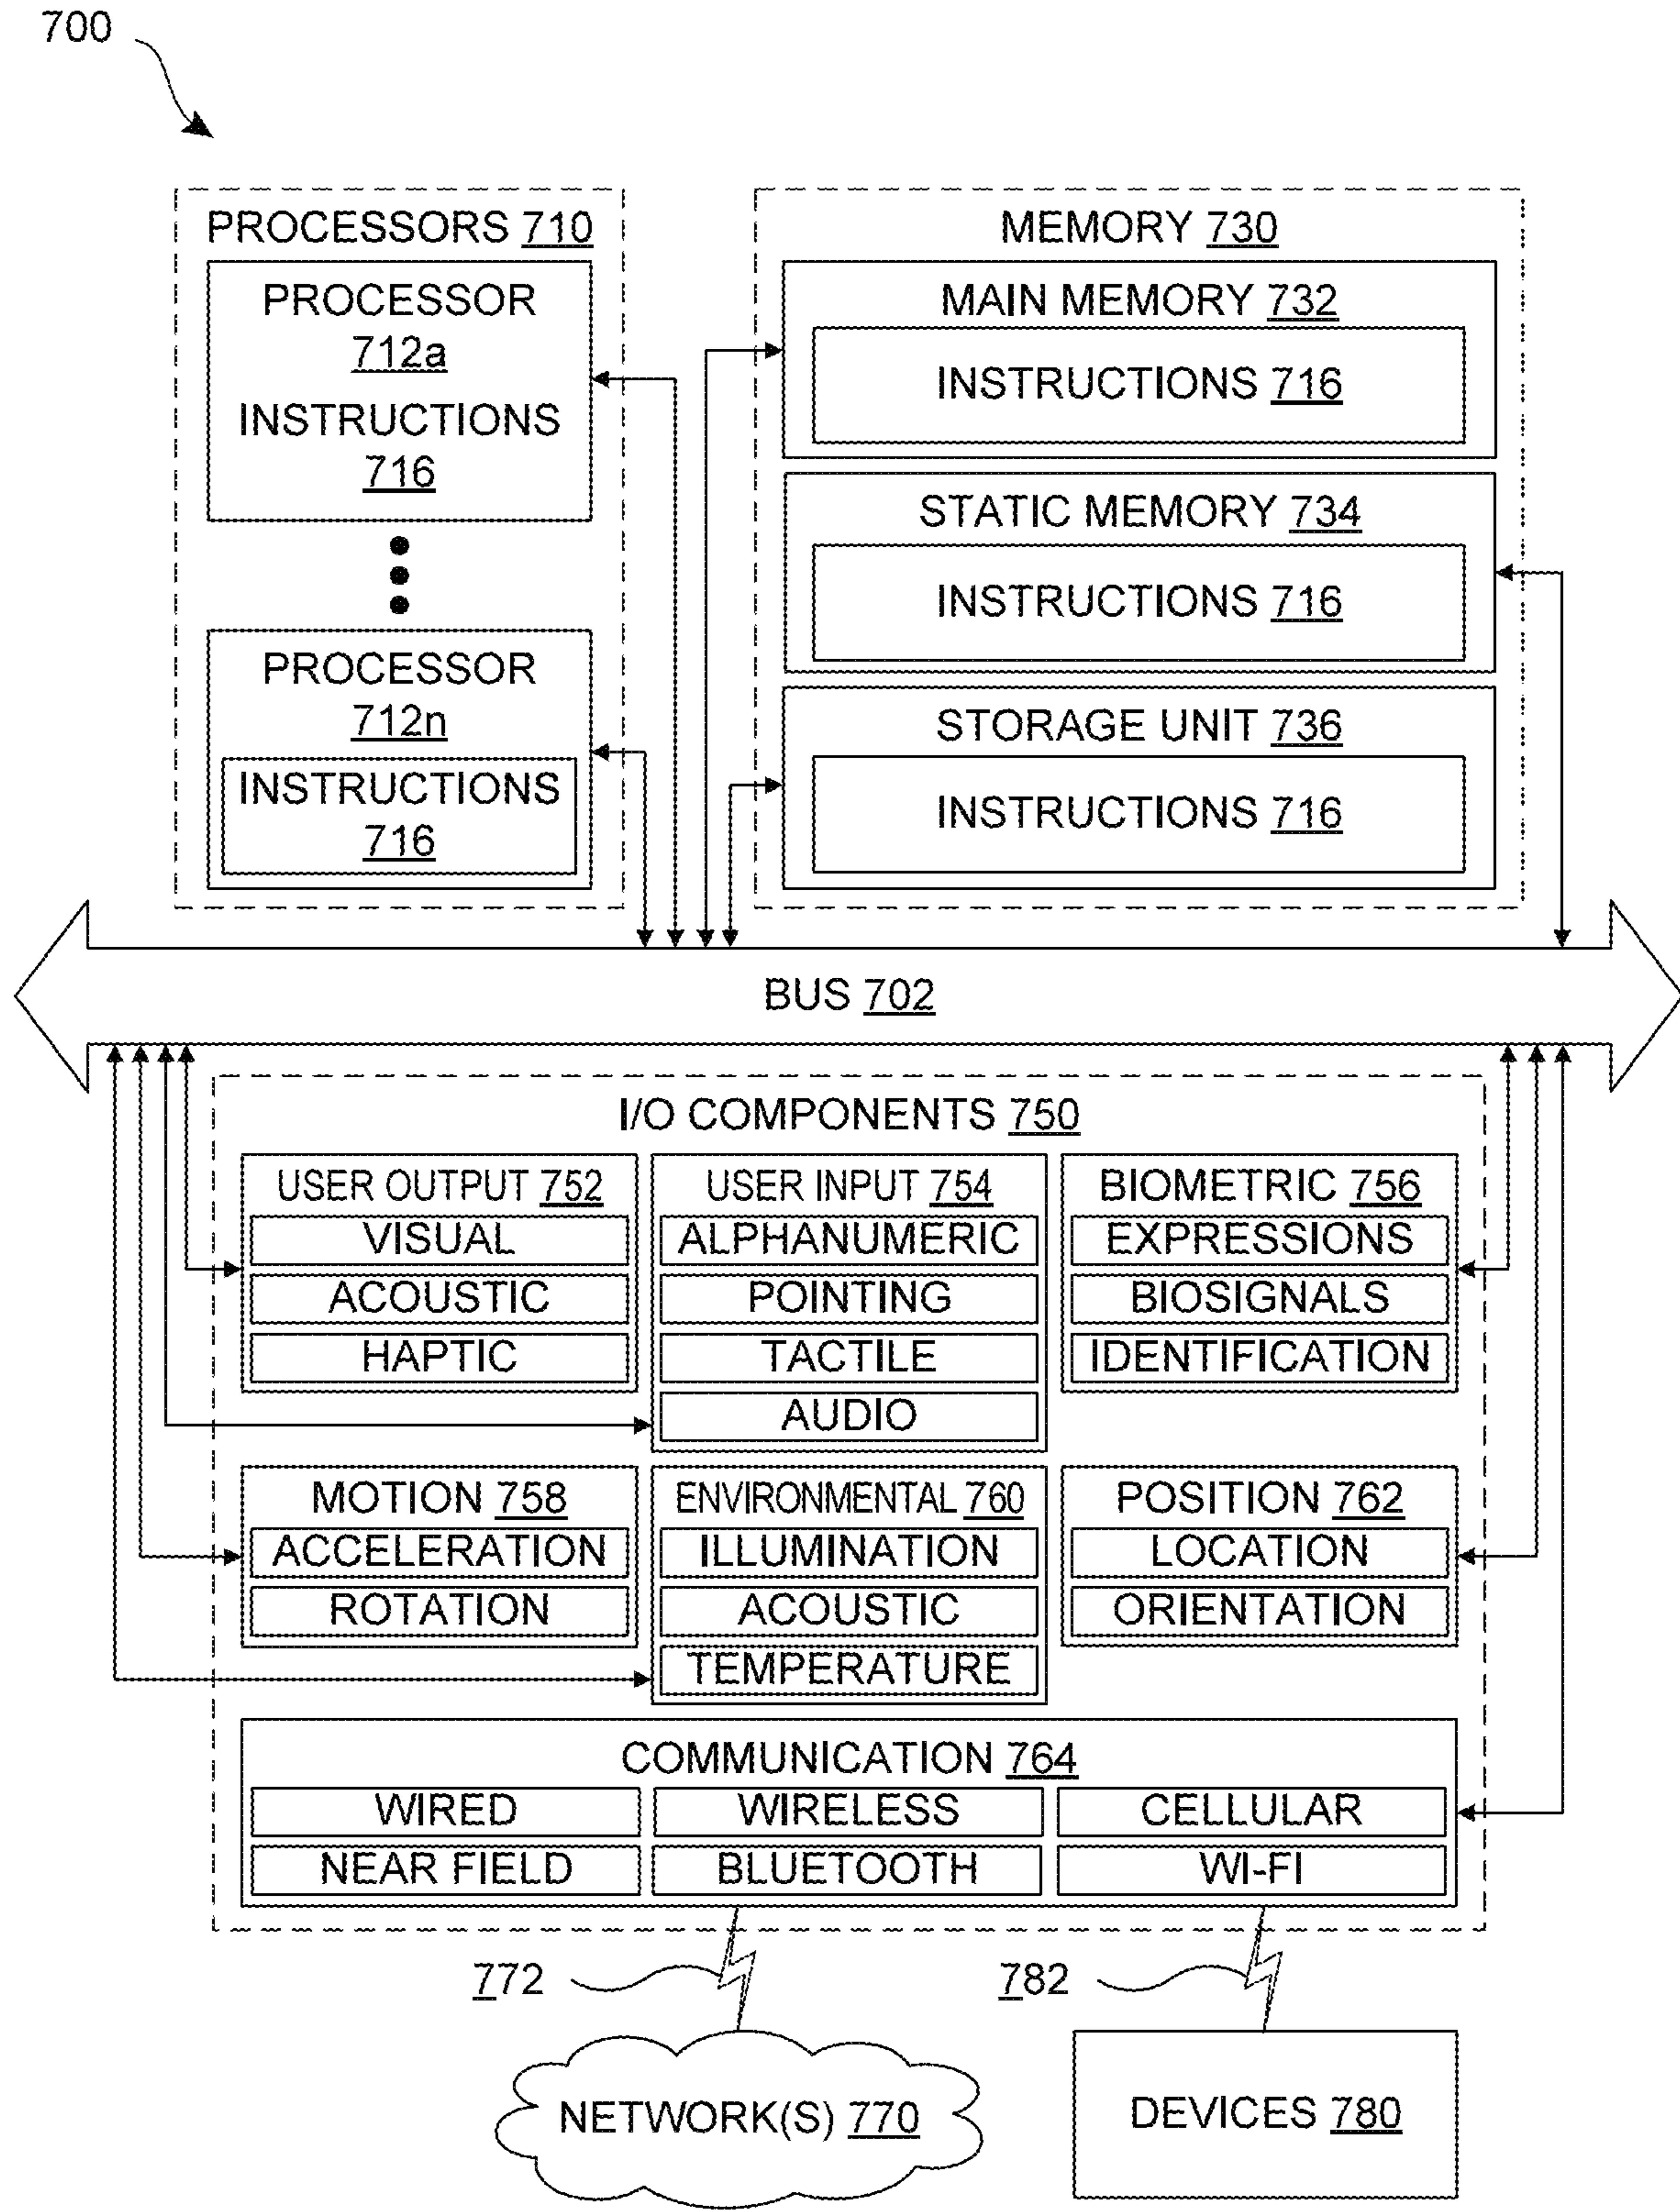 700
PROCESSORS 710
PROCESSOR
712a
INSTRUCTIONS
716
PROCESSOR
712n
INSTRUCTIONS
716
MEMORY 730
MAIN MEMORY 732
INSTRUCTIONS 716
STATIC MEMORY 734
INSTRUCTIONS 716
STORAGE UNIT 736
INSTRUCTIONS 716
BUS 702
I/O COMPONENTS 750
USER OUTPUT 752
VISUAL
ACOUSTIC
HAPTIC
USER INPUT 754
ALPHANUMERIC
POINTING
TACTILE
AUDIO
BIOMETRIC 756
EXPRESSIONS
BIOSIGNALS
IDENTIFICATION
MOTION 758
ACCELERATION
ROTATION
ENVIRONMENTAL 760
ILLUMINATION
ACOUSTIC
TEMPERATURE
POSITION 762
LOCATION
ORIENTATION
COMMUNICATION 764
WIRED
WIRELESS
CELLULAR
NEAR FIELD
BLUETOOTH
WI-FI
772
782
NETWORK(S) 770
DEVICES 780